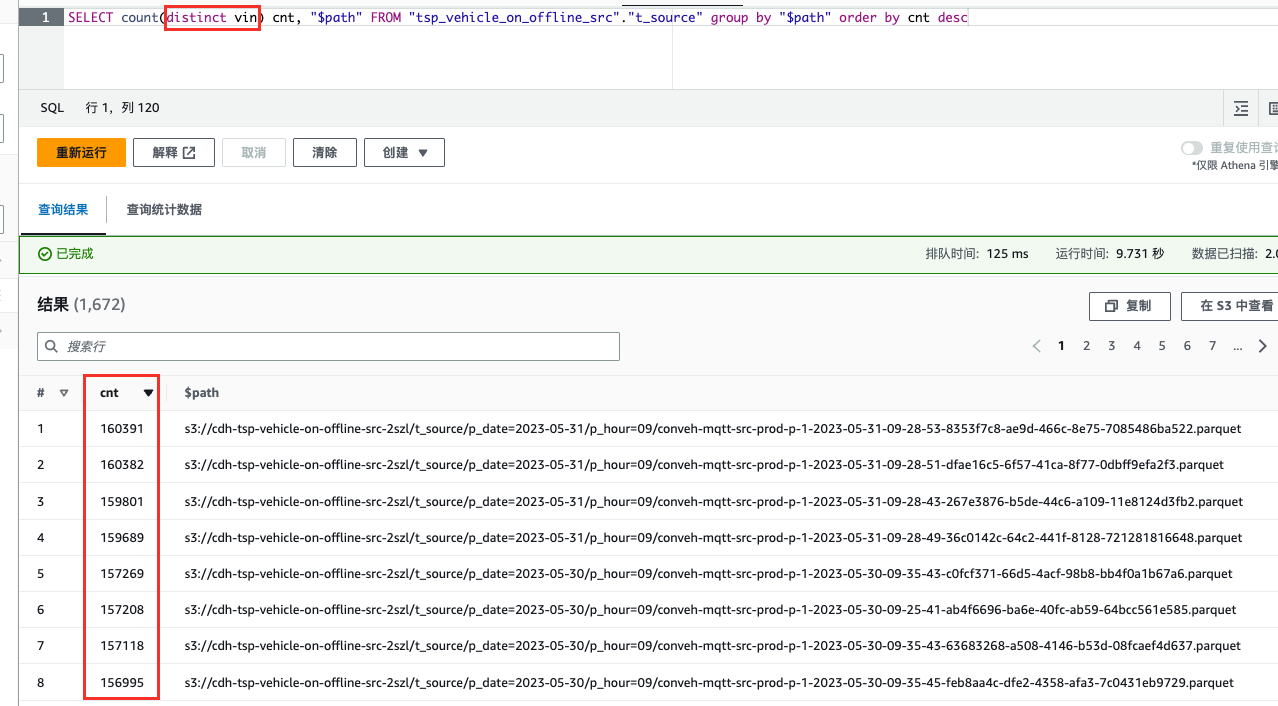 1 SELECT count(distinct vin) cnt, "$path" FROM "tsp_vehicle_on_offline_src"."t_source" group by "$path" order by cnt desc
SQL 行 1，列 120
重新运行 解释 取消 清除 创建
重复使用查
*仅限 Athena 引擎
查询结果 查询统计数据
已完成 排队时间: 125 ms 运行时间: 9.731 秒 数据已扫描:
结果 (1,672)
复制 在 S3 中查看
搜索行
1 2 3 4 5 6 7 ...
# cnt $path
1 160391 s3://cdh-tsp-vehicle-on-offline-src-2szl/t_source/p_date=2023-05-31/p_hour=09/conveh-mqtt-src-prod-p-1-2023-05-31-09-28-53-8353f7c8-ae9d-466c-8e75-7085486ba522.parquet
2 160382 s3://cdh-tsp-vehicle-on-offline-src-2szl/t_source/p_date=2023-05-31/p_hour=09/conveh-mqtt-src-prod-p-1-2023-05-31-09-28-51-dfae16c5-6f57-41ca-8f77-0dbff9efa2f3.parquet
3 159801 s3://cdh-tsp-vehicle-on-offline-src-2szl/t_source/p_date=2023-05-31/p_hour=09/conveh-mqtt-src-prod-p-1-2023-05-31-09-28-43-267e3876-b5de-44c6-a109-11e8124d3fb2.parquet
4 159689 s3://cdh-tsp-vehicle-on-offline-src-2szl/t_source/p_date=2023-05-31/p_hour=09/conveh-mqtt-src-prod-p-1-2023-05-31-09-28-49-36c0142c-64c2-441f-8128-721281816648.parquet
5 157269 s3://cdh-tsp-vehicle-on-offline-src-2szl/t_source/p_date=2023-05-30/p_hour=09/conveh-mqtt-src-prod-p-1-2023-05-30-09-35-43-c0fcf371-66d5-4acf-98b8-bb4f0a1b67a6.parquet
6 157208 s3://cdh-tsp-vehicle-on-offline-src-2szl/t_source/p_date=2023-05-30/p_hour=09/conveh-mqtt-src-prod-p-1-2023-05-30-09-25-41-ab4f6696-ba6e-40fc-ab59-64bcc561e585.parquet
7 157118 s3://cdh-tsp-vehicle-on-offline-src-2szl/t_source/p_date=2023-05-30/p_hour=09/conveh-mqtt-src-prod-p-1-2023-05-30-09-35-43-63683268-a508-4146-b53d-08fcaef4d637.parquet
8 156995 s3://cdh-tsp-vehicle-on-offline-src-2szl/t_source/p_date=2023-05-30/p_hour=09/conveh-mqtt-src-prod-p-1-2023-05-30-09-35-45-feb8aa4c-dfe2-4358-afa3-7c0431eb9729.parquet